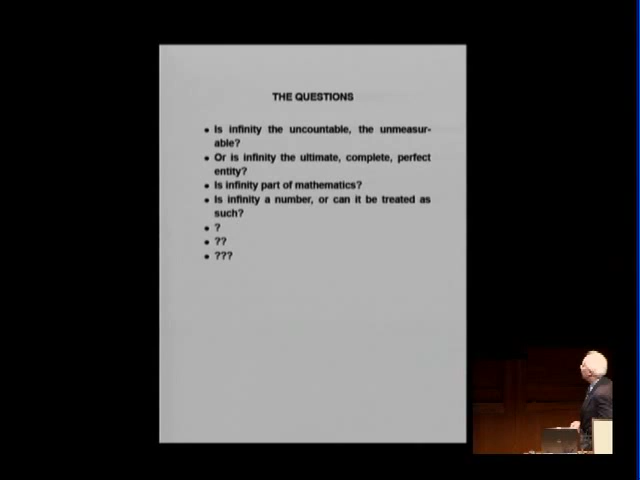 THE QUESTIONS
• Is infinity the uncountable, the unmeasur-
able?
• Or is infinity the ultimate, complete, perfect
entity?
• Is infinity part of mathematics?
• Is infinity a number, or can it be treated as
such?
• ?
• ??
• ???